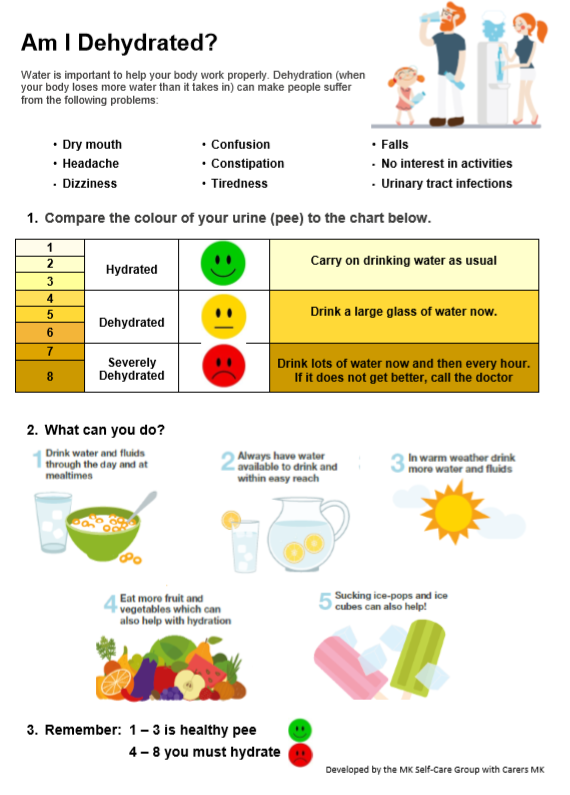 Am I Dehydrated?
Water is important to help your body work properly. Dehydration (when
your body loses more water than it takes in) can make people suffer
from the following problems:
• Dry mouth
• Confusion
• Falls
• Headache
• Constipation
• No interest in activities
• Dizziness
• Tiredness
• Urinary tract infections
1. Compare the colour of your urine (pee) to the chart below.
1
2
3
Hydrated
Carry on drinking water as usual
4
5
6
Dehydrated
Drink a large glass of water now.
7
8
Severely
Dehydrated
Drink lots of water now and then every hour.
If it does not get better, call the doctor
2. What can you do?
1 Drink water and fluids
through the day and at
mealtimes
2 Always have water
available to drink and
within easy reach
3 In warm weather drink
more water and fluids
4 Eat more fruit and
vegetables which can
also help with hydration
5 Sucking ice-pops and ice
cubes can also help!
3. Remember: 1 – 3 is healthy pee
4 – 8 you must hydrate
Developed by the MK Self-Care Group with Carers MK